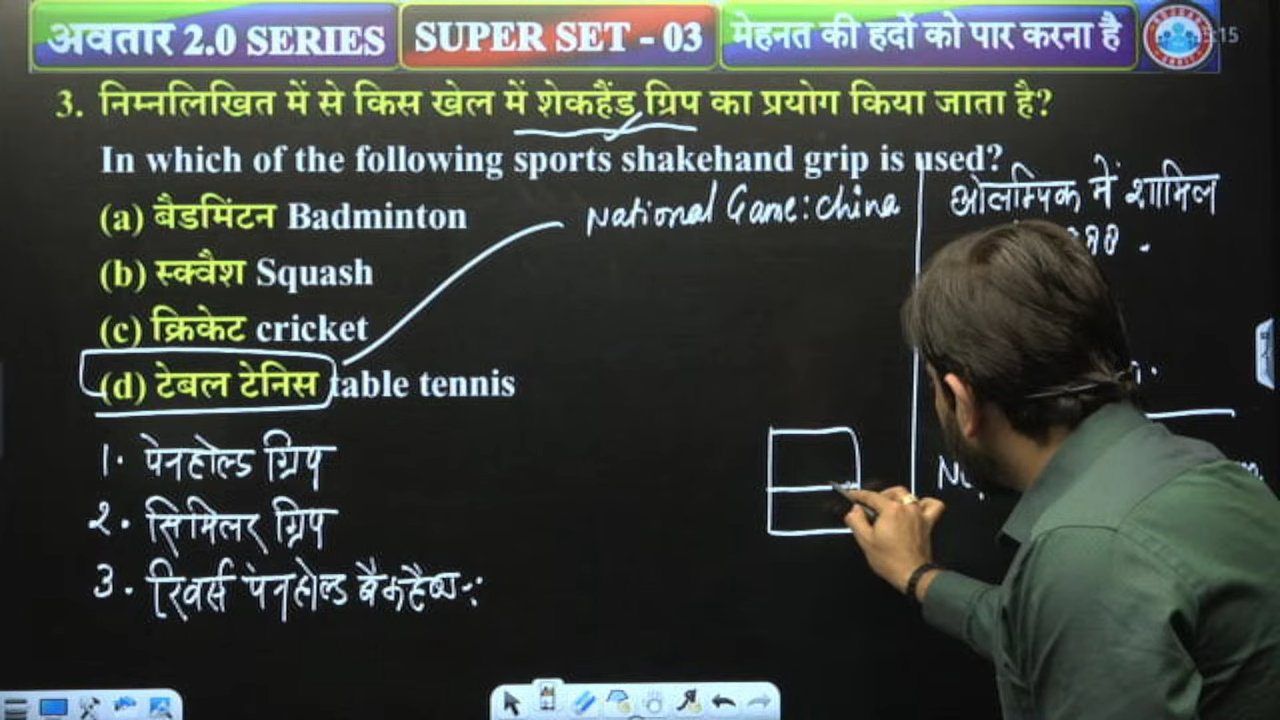 अवतार 2.0 SERIES
SUPER SET - 03
मेहनत की हदों को पार करना है
:15
3. निम्नलिखित में से किस खेल में शेकहैंड ग्रिप का प्रयोग किया जाता है?
In which of the following sports shakehand grip is used?
(a) बैडमिंटन Badminton
National Game: China
ओलम्पिक में शामिल
(b) स्क्वैश Squash
(c) क्रिकेट cricket
(d) टेबल टेनिस table tennis
1. पेनहोल्ड ग्रिप
2. सिमिलर ग्रिप
3. रिवर्स पेनहोल्ड